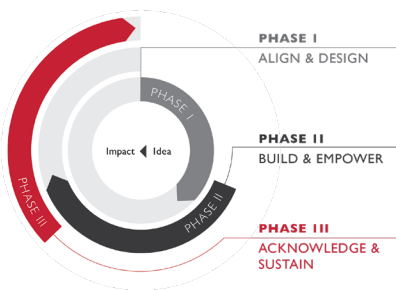 PHASE I
ALIGN & DESIGN
PHASE I
Impact Idea
PHASE II
BUILD & EMPOWER
PHASE II
PHASE III
PHASE III
ACKNOWLEDGE &
SUSTAIN